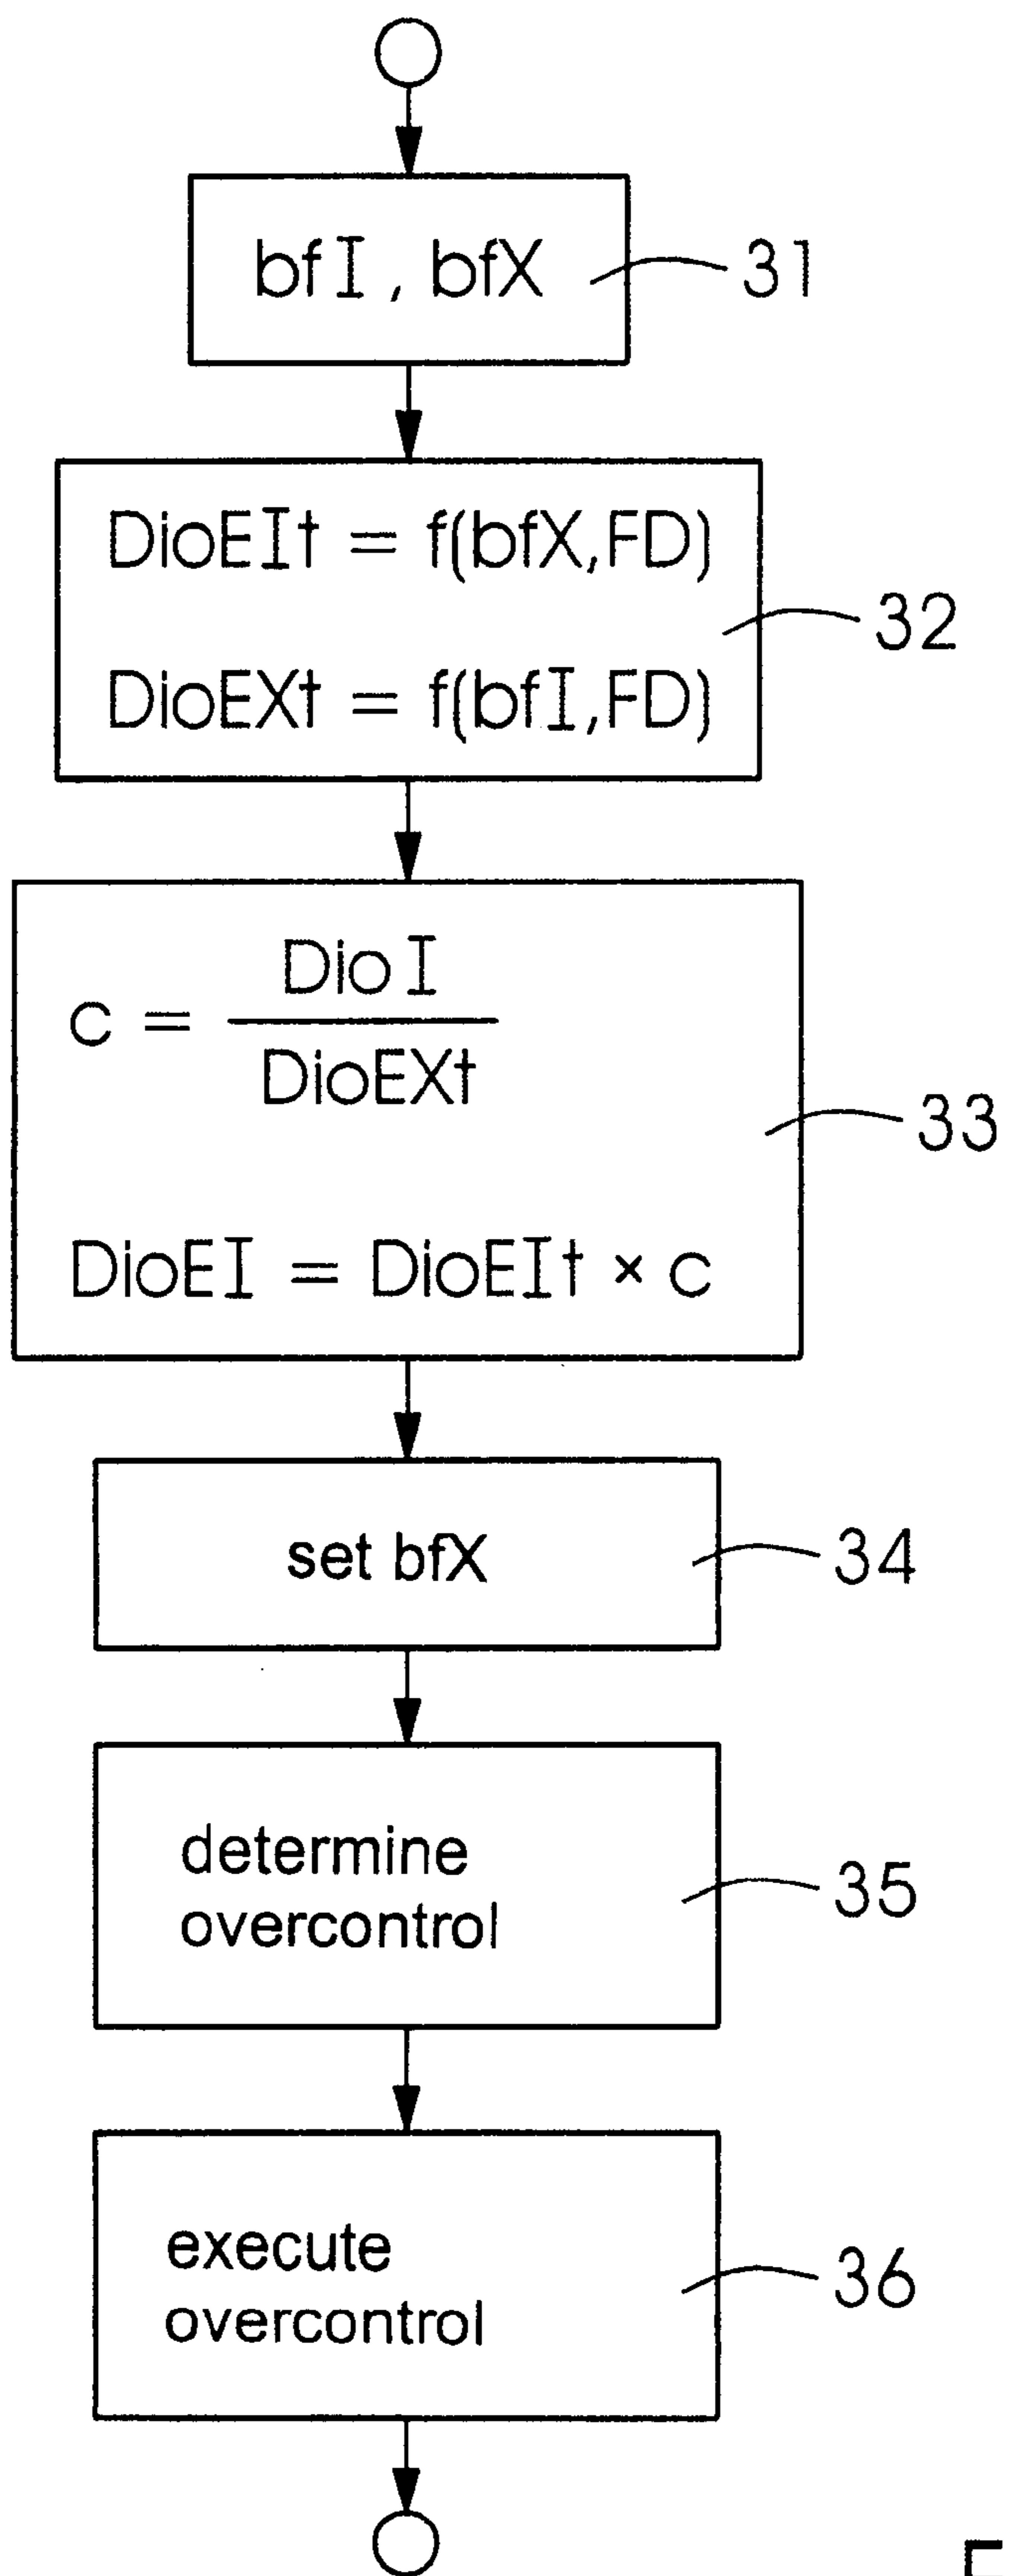 bfI, bfX
31
DioEIt = f(bfX,FD)
32
DioEXt = f(bfI,FD)
c = DioI
DioEXt
33
DioEI = DioEIt × c
set bfX
34
determine
overcontrol
35
execute
overcontrol
36